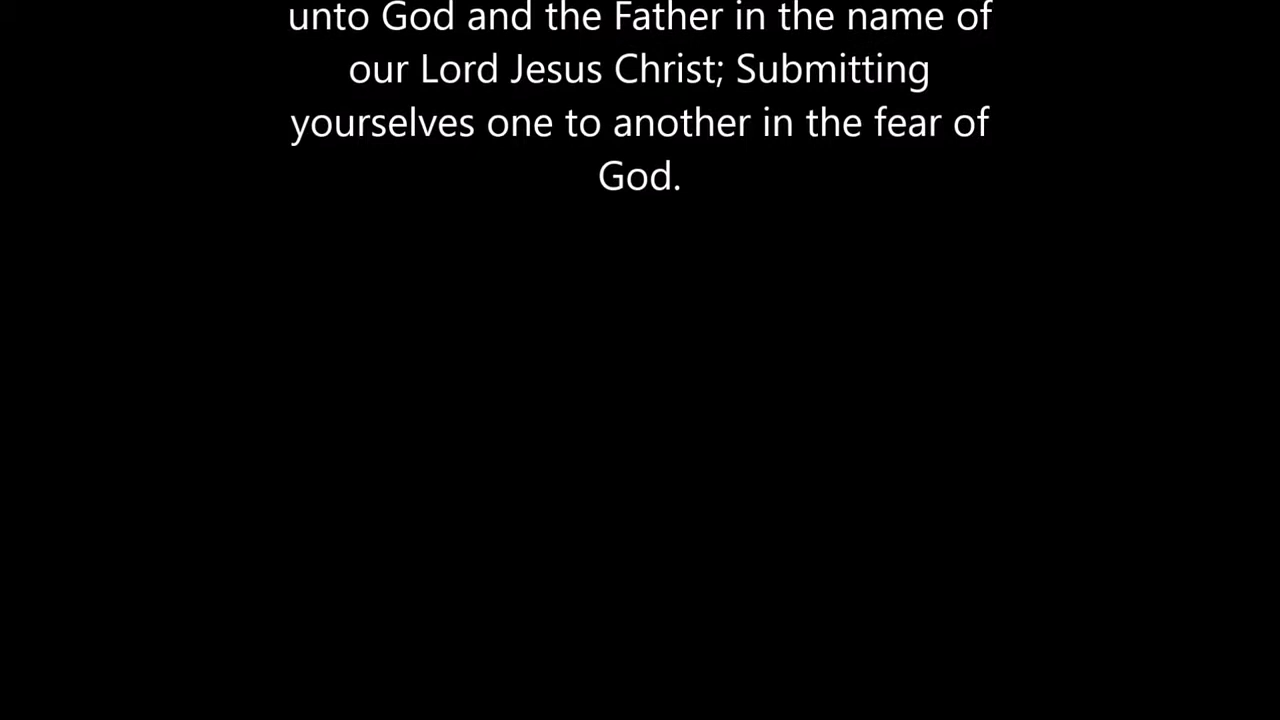 unto God and the Father in the name of
our Lord Jesus Christ; Submitting
yourselves one to another in the fear of
God.